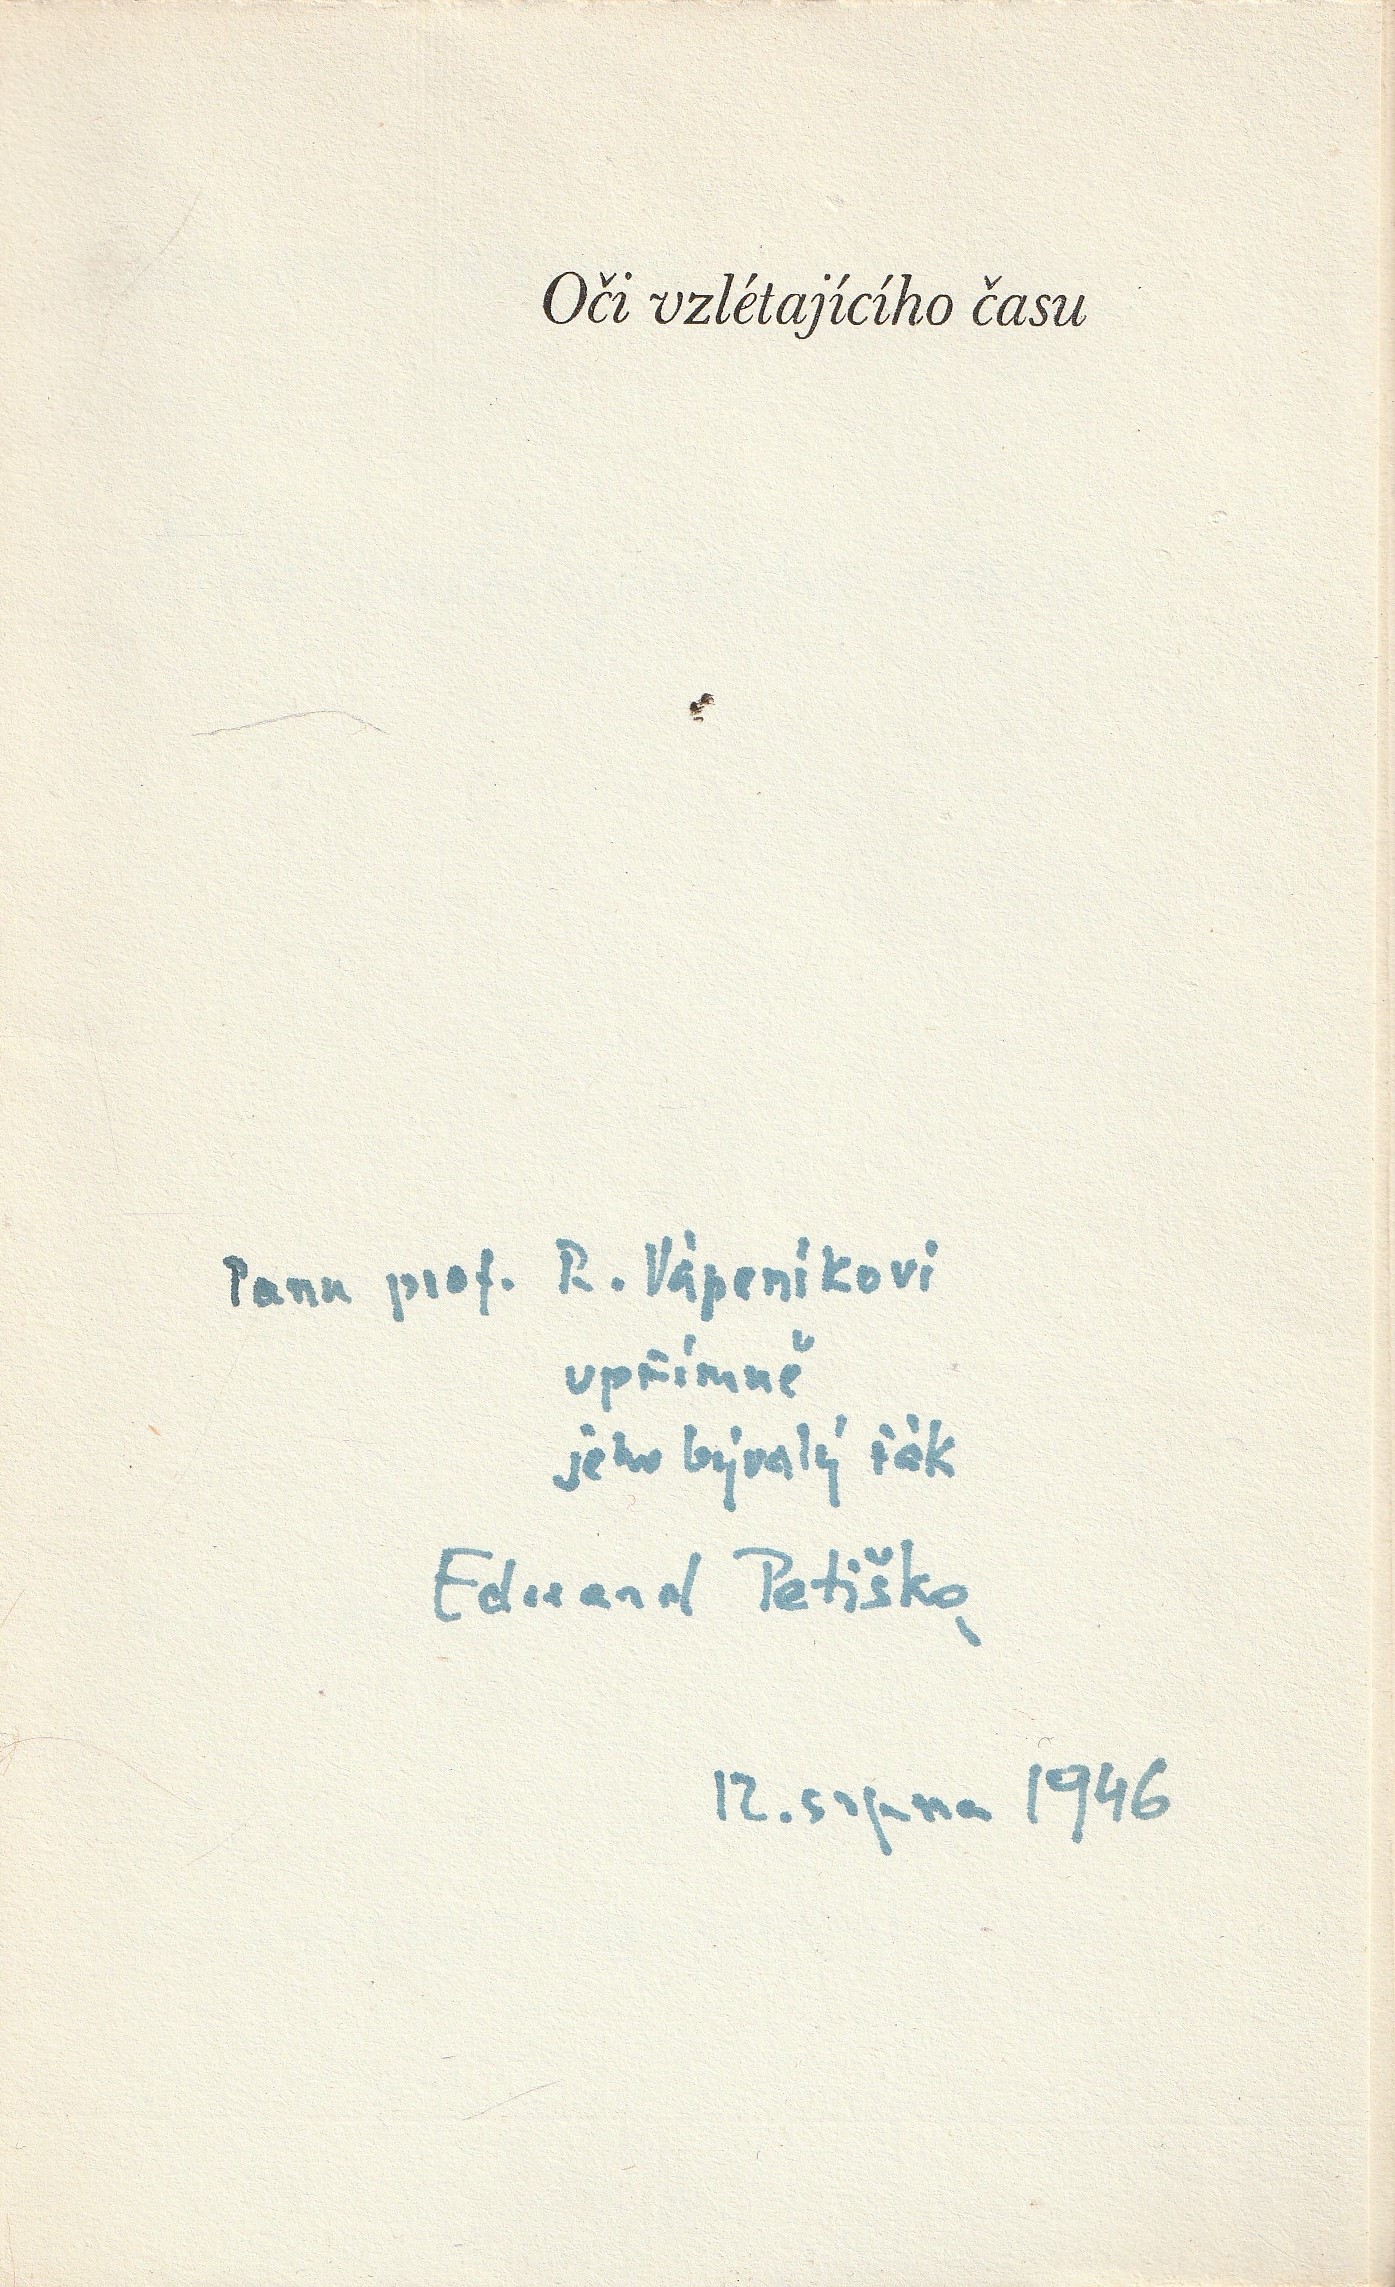 Oči vzlétajícího času
Panu prof. R. Vápeníkovi
upřímně
jeho bývalý žák
Eduard Petiška
12. srpna 1946